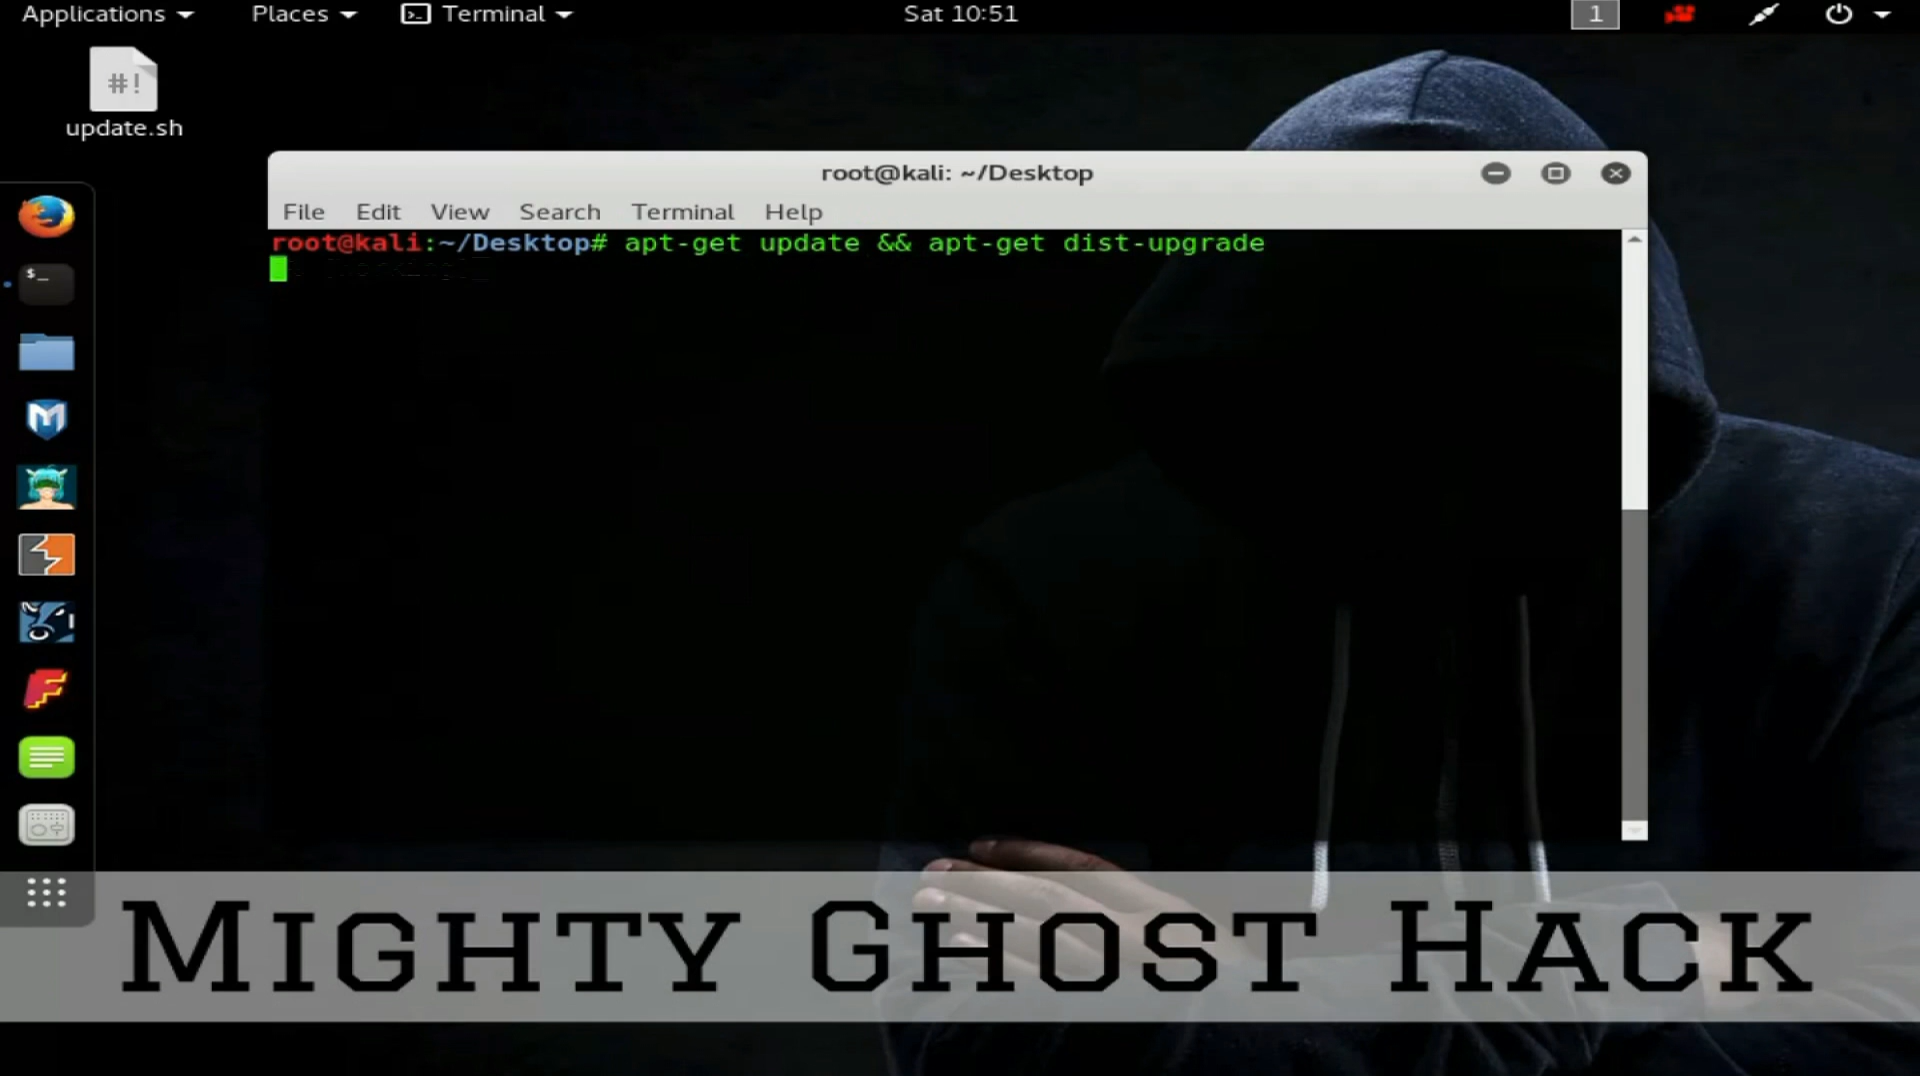 Applications Places Terminal Sat 10:51 1
#!
update.sh
root@kali: ~/Desktop
File Edit View Search Terminal Help
root@kali:~/Desktop# apt-get update && apt-get dist-upgrade
$_
MIGHTY GHOST HACK